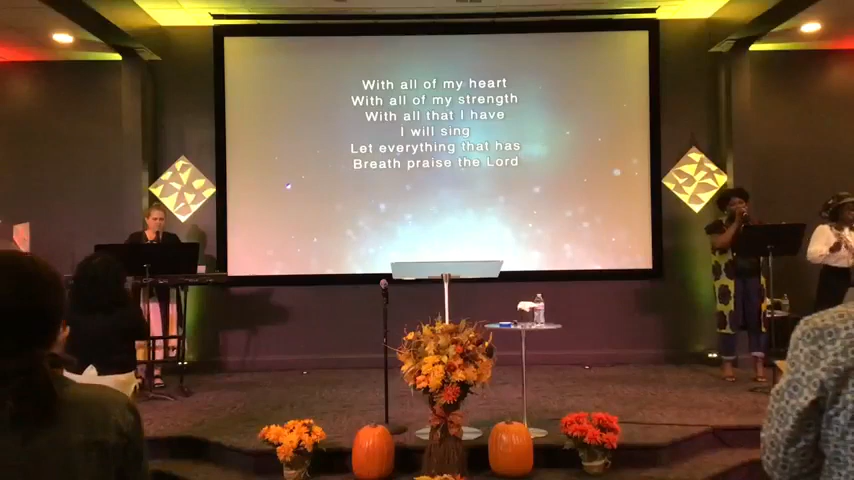 With all of my heart
With all of my strength
With all that I have
I will sing
Let everything that has
Breath praise the Lord